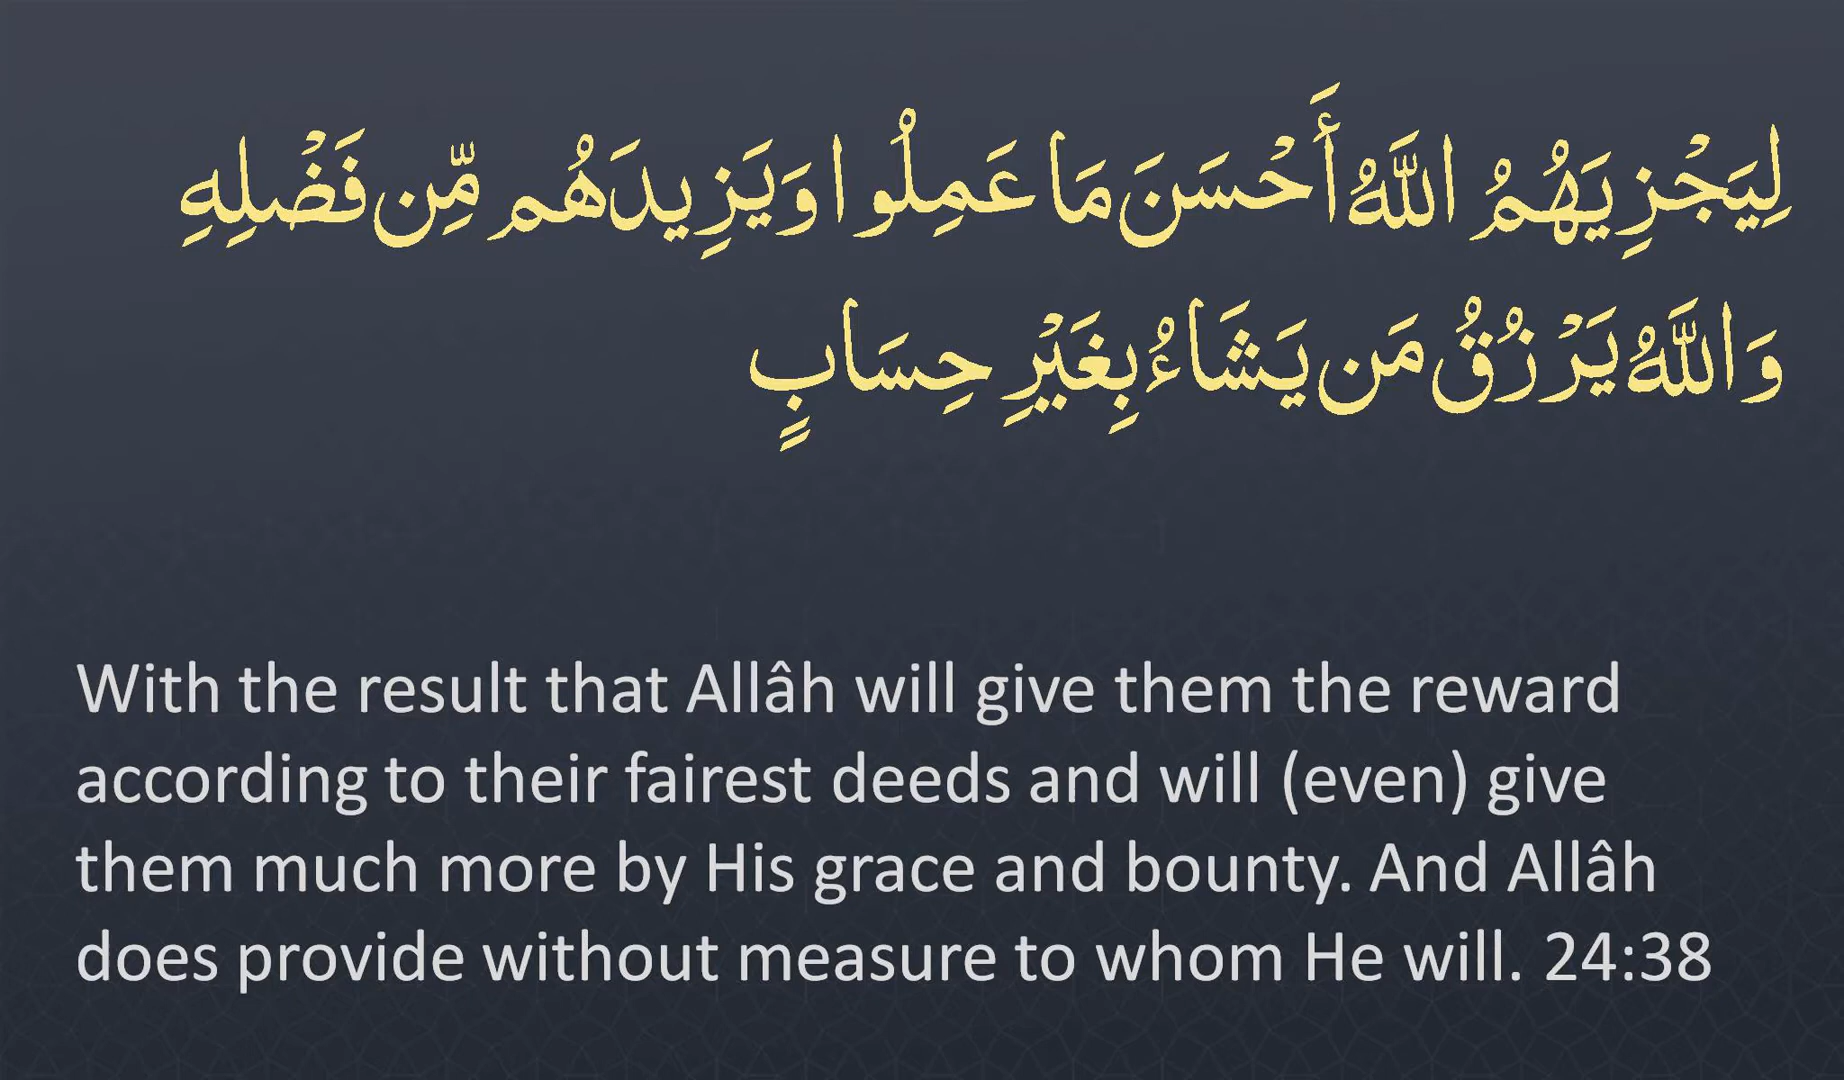 لِيَجْزِيَهُمُ اللَّهُ أَحْسَنَ مَا عَمِلُوا وَيَزِيدَهُم مِّن فَضْلِهِ
وَاللَّهُ يَرْزُقُ مَن يَشَاءُ بِغَيْرِ حِسَابٍ
With the result that Allâh will give them the reward
according to their fairest deeds and will (even) give
them much more by His grace and bounty. And Allâh
does provide without measure to whom He will. 24:38